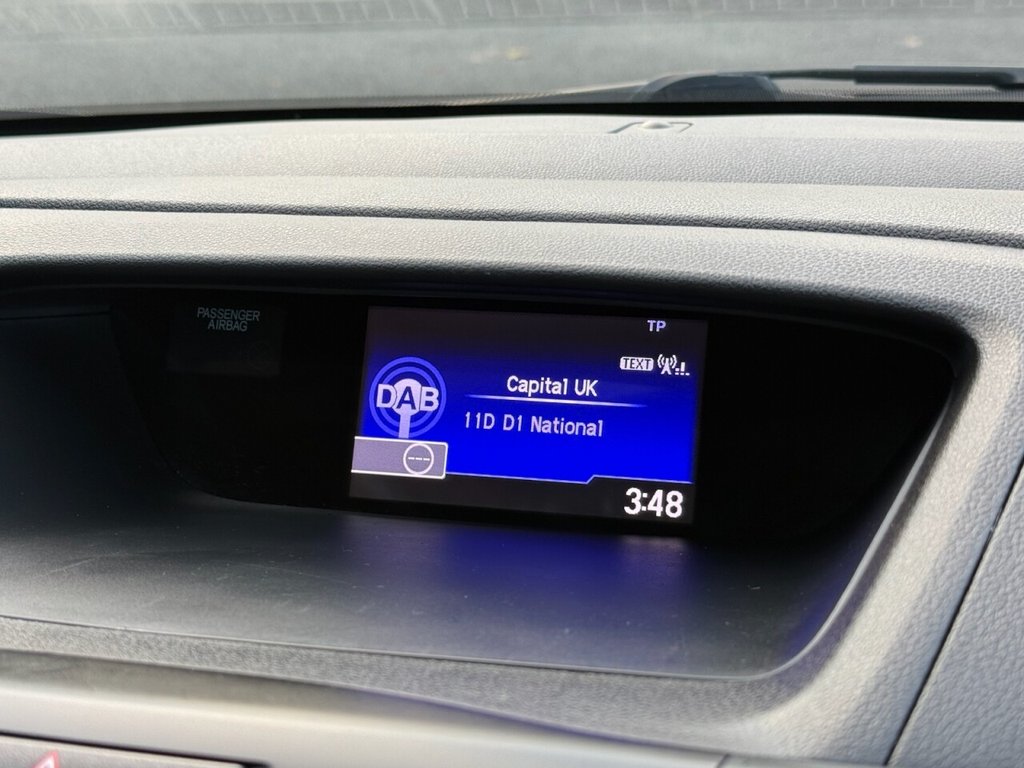 PASSENGER
AIRBAG
TP
TEXT
DAB
Capital UK
11D D1 National
---
3:48